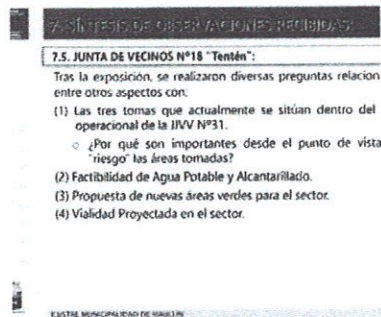 7. SÍNTESIS DE OBSERVACIONES RECIBIDAS:
7.5. JUNTA DE VECINOS Nº18 "Tentén":
Tras la exposición, se realizaron diversas preguntas relacion
entre otros aspectos con:
(1) Las tres tomas que actualmente se sitúan dentro del
operacional de la JJVV Nº31.
○ ¿Por qué son importantes desde el punto de vista
"riesgo" las áreas tomadas?
(2) Factibilidad de Agua Potable y Alcantarillado.
(3) Propuesta de nuevas áreas verdes para el sector.
(4) Vialidad Proyectada en el sector.
ILUSTRE MUNICIPALIDAD DE MAULLÍN